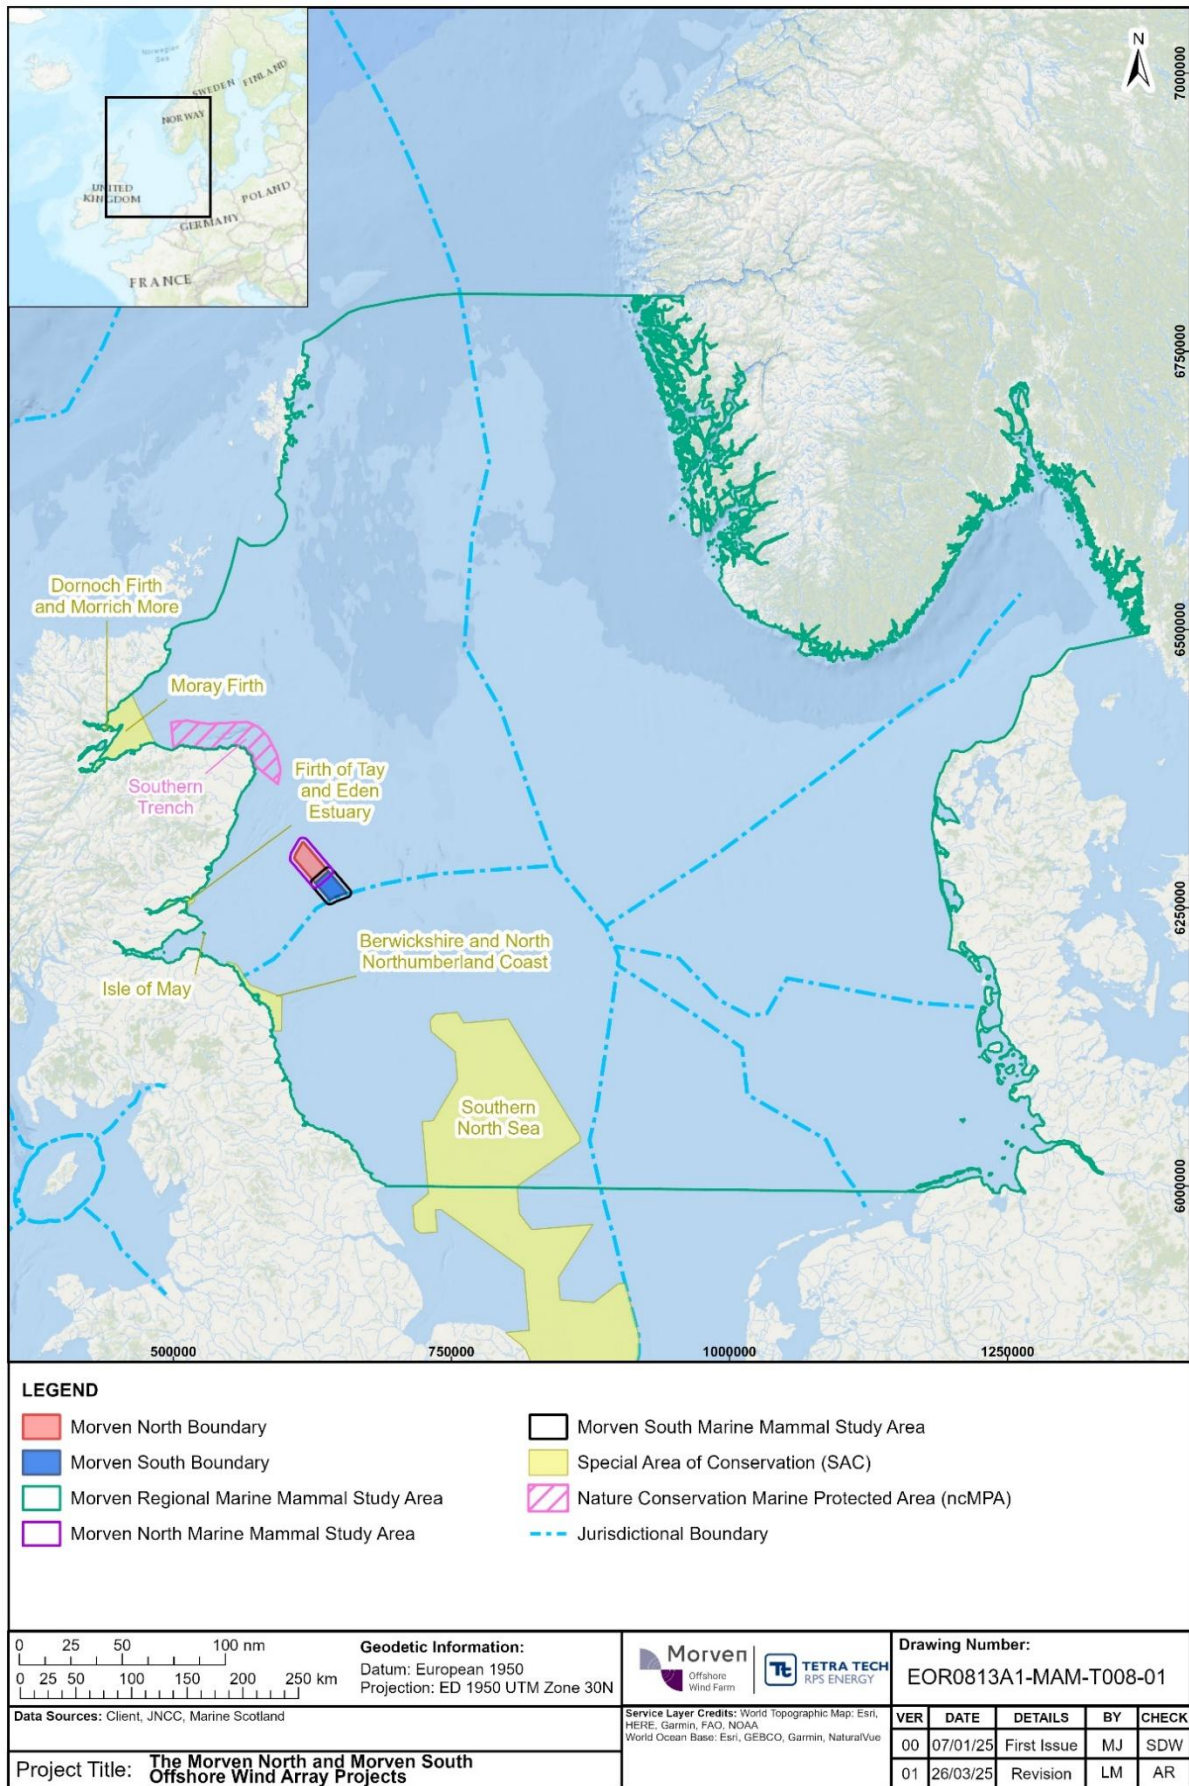 Norwegian
Sea
SWEDEN
FINLAND
NORWAY
UNITED
KINGDOM
POLAND
GERMANY
FRANCE
N
7000000
6750000
6500000
6250000
6000000
Dornoch Firth
and Morrich More
Moray Firth
Southern
Trench
Firth of Tay
and Eden
Estuary
Berwickshire and North
Northumberland Coast
Isle of May
Southern
North Sea
500000
750000
1000000
1250000
LEGEND
Morven North Boundary
Morven South Boundary
Morven Regional Marine Mammal Study Area
Morven North Marine Mammal Study Area
Morven South Marine Mammal Study Area
Special Area of Conservation (SAC)
Nature Conservation Marine Protected Area (ncMPA)
Jurisdictional Boundary
0 25 50 100 nm
0 25 50 100 150 200 250 km
Geodetic Information:
Datum: European 1950
Projection: ED 1950 UTM Zone 30N
Data Sources: Client, JNCC, Marine Scotland
Project Title: The Morven North and Morven South
Offshore Wind Array Projects
Morven
Offshore
Wind Farm
TETRA TECH
RPS ENERGY
Service Layer Credits: World Topographic Map: Esri,
HERE, Garmin, FAO, NOAA
World Ocean Base: Esri, GEBCO, Garmin, NaturalVue
Drawing Number:
EOR0813A1-MAM-T008-01
VER DATE DETAILS BY CHECK
00 07/01/25 First Issue MJ SDW
01 26/03/25 Revision LM AR